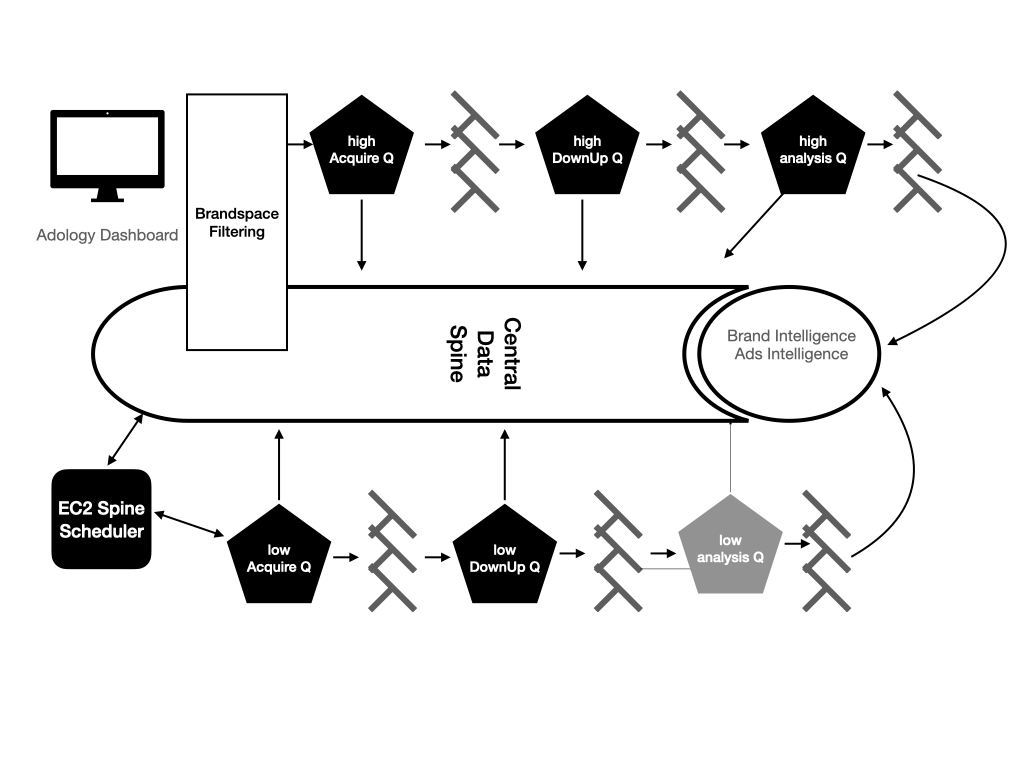 high
Acquire Q
high
DownUp Q
high
analysis Q
Brandspace
Filtering
Adology Dashboard
Central
Data
Spine
Brand Intelligence
Ads Intelligence
EC2 Spine
Scheduler
low
Acquire Q
low
DownUp Q
low
analysis Q